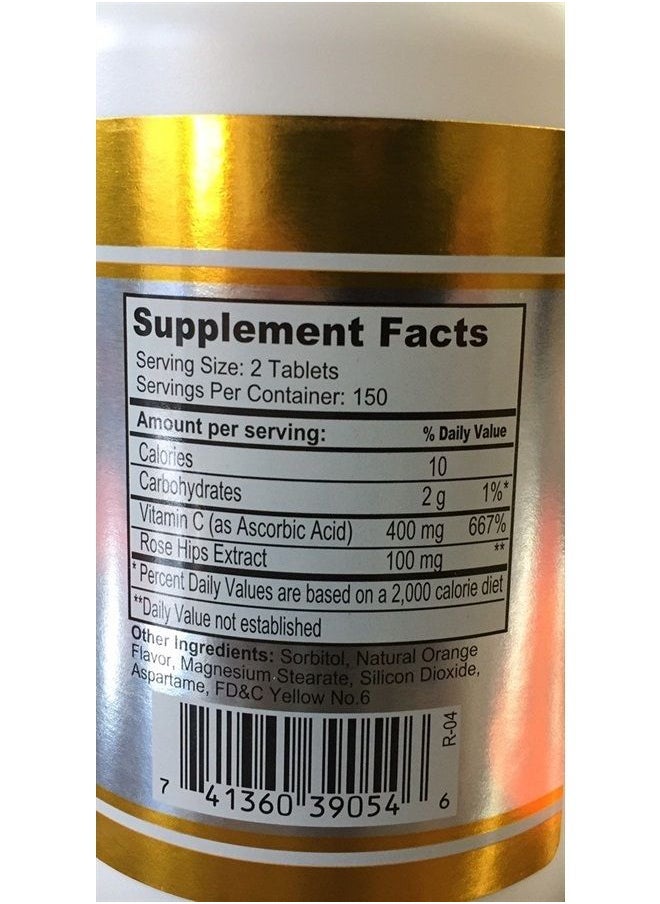 Supplement Facts
Serving Size: 2 Tablets
Servings Per Container: 150
Amount per serving: % Daily Value
Calories 10
Carbohydrates 2 g 1%*
Vitamin C (as Ascorbic Acid) 400 mg 667%
Rose Hips Extract 100 mg **
* Percent Daily Values are based on a 2,000 calorie diet
**Daily Value not established
Other Ingredients: Sorbitol, Natural Orange
Flavor, Magnesium Stearate, Silicon Dioxide,
Aspartame, FD&C Yellow No.6
R-04
7 41360 39054 6